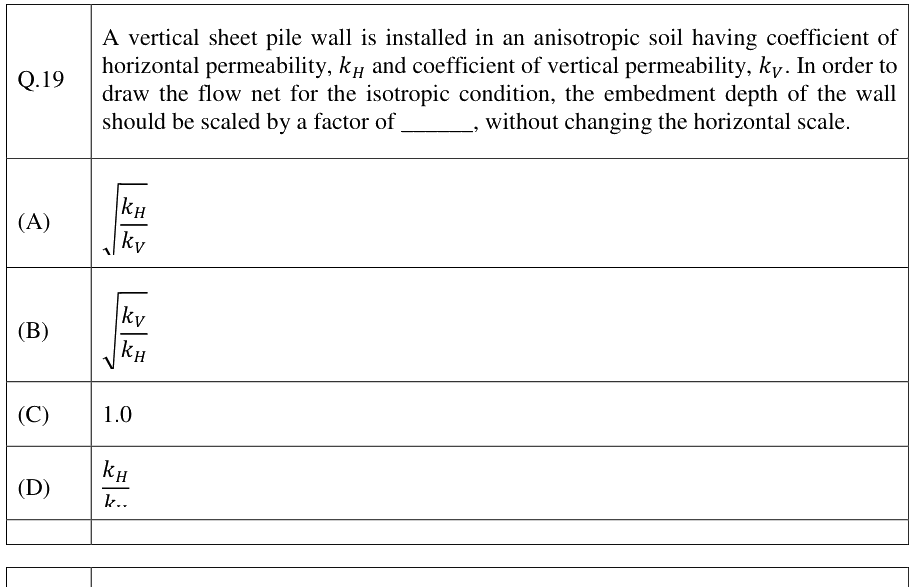 A vertical sheet pile wall is installed in an anisotropic soil having coefficient of
Q.19 horizontal permeability, k_H and coefficient of vertical permeability, k_V. In order to
draw the flow net for the isotropic condition, the embedment depth of the wall
should be scaled by a factor of ______, without changing the horizontal scale.
(A) √(k_H/k_V)
(B) √(k_V/k_H)
(C) 1.0
(D) k_H